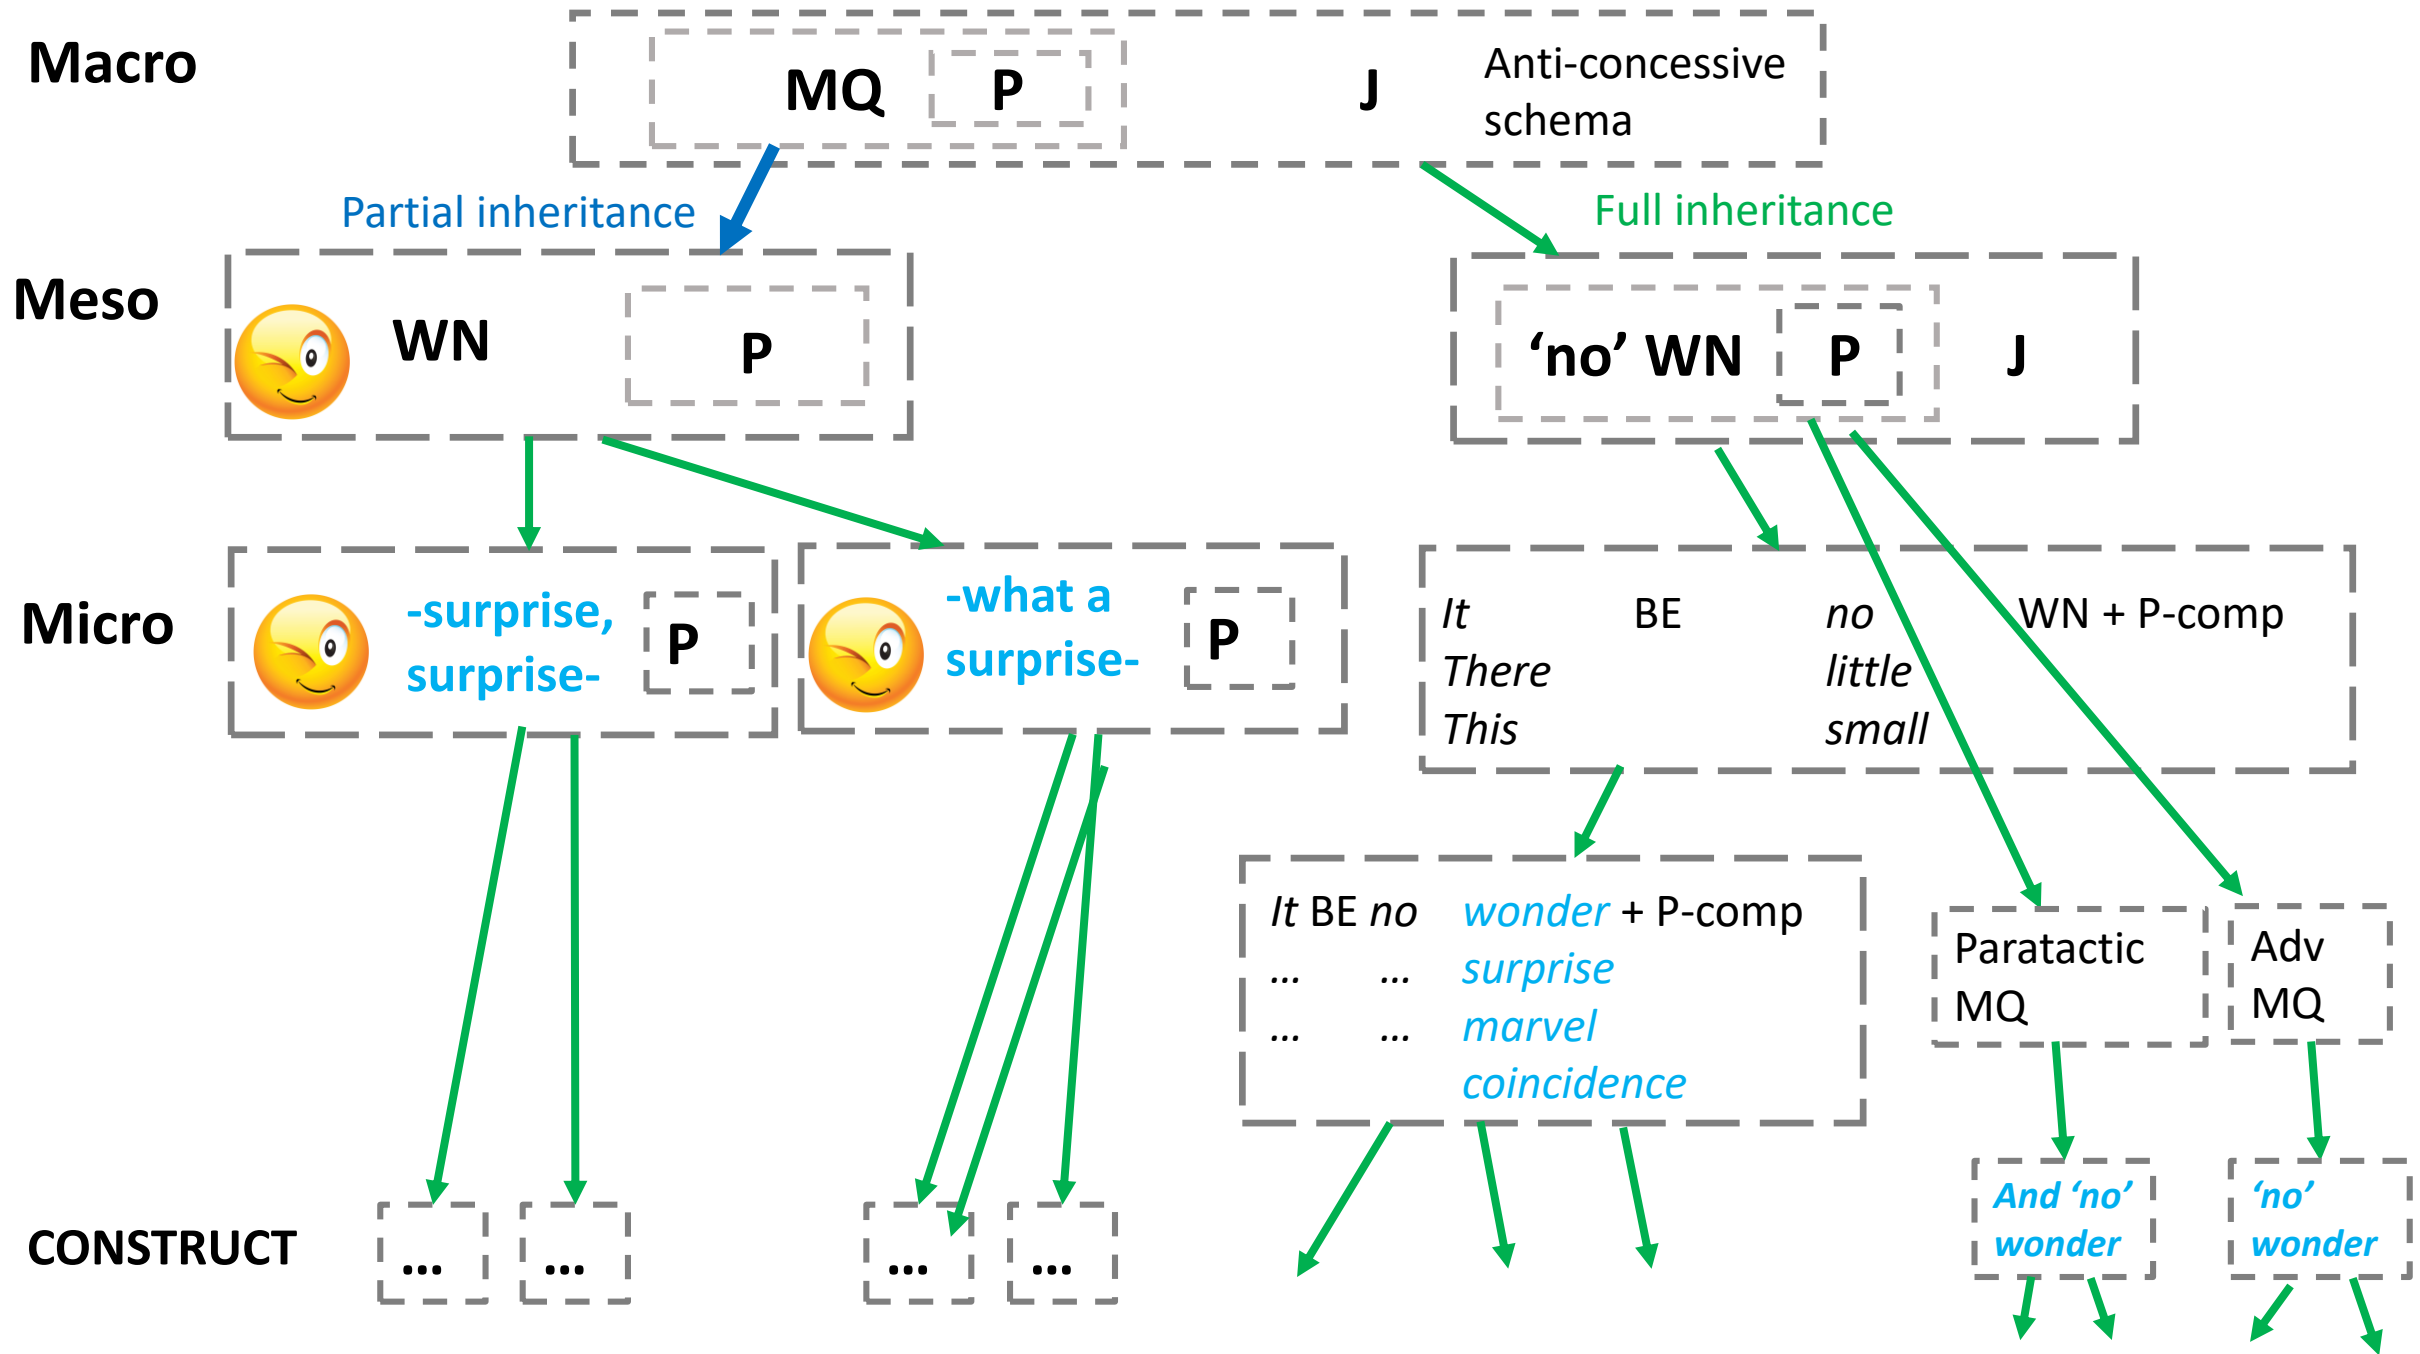 Macro
MQ P J Anti-concessive
schema
Partial inheritance
Full inheritance
Meso
WN P
‘no’ WN P J
Micro
-surprise,
surprise-
P
-what a
surprise-
P
It BE no WN + P-comp
There little
This small
It BE no wonder + P-comp
... ... surprise
... ... marvel
coincidence
Paratactic
MQ
Adv
MQ
CONSTRUCT
... ... ... ...
And ‘no’
wonder
‘no’
wonder